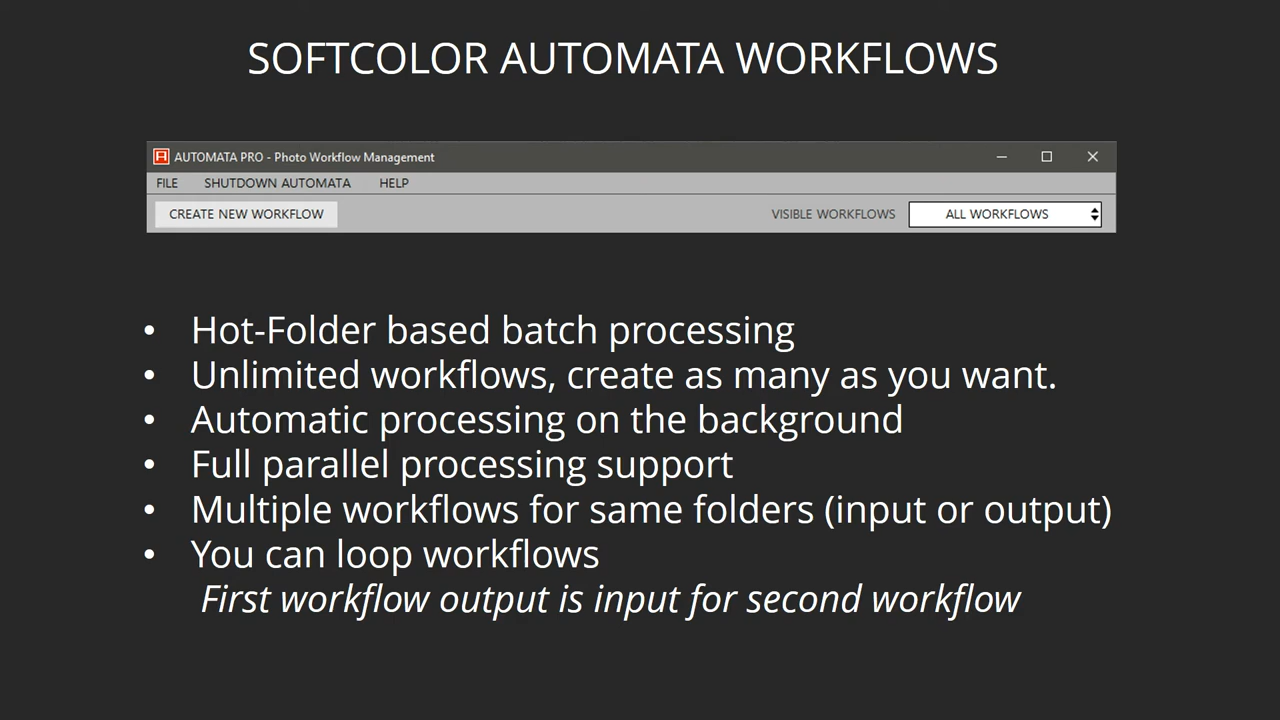 SOFTCOLOR AUTOMATA WORKFLOWS
AUTOMATA PRO - Photo Workflow Management
FILE SHUTDOWN AUTOMATA HELP
CREATE NEW WORKFLOW VISIBLE WORKFLOWS ALL WORKFLOWS
• Hot-Folder based batch processing
• Unlimited workflows, create as many as you want.
• Automatic processing on the background
• Full parallel processing support
• Multiple workflows for same folders (input or output)
• You can loop workflows
First workflow output is input for second workflow